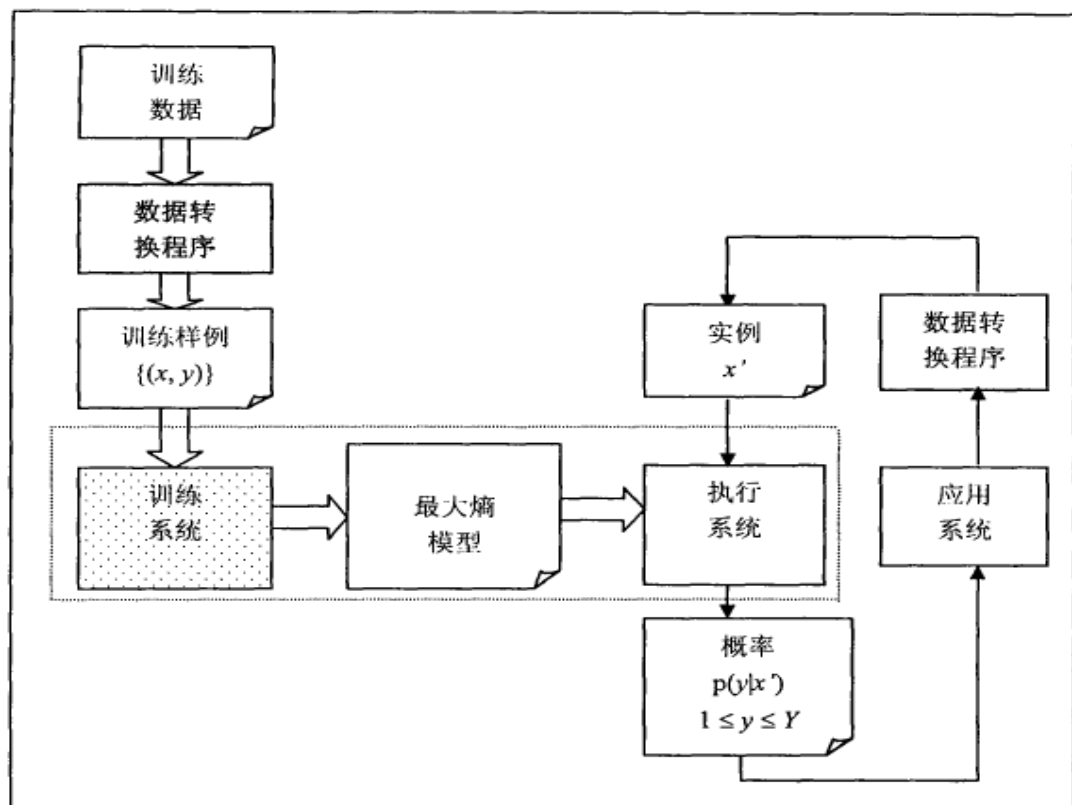 训练
数据
数据转
换程序
训练样例
{(x, y)}
训练
系统
最大熵
模型
实例
x'
执行
系统
概率
p(y|x')
1 ≤ y ≤ Y
数据转
换程序
应用
系统